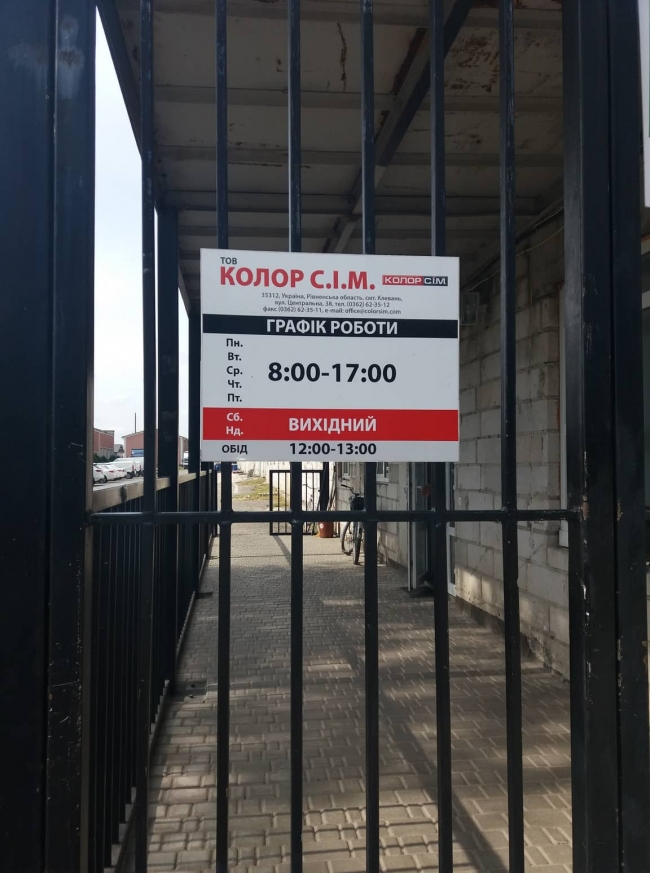 ТОВ
КОЛОР С.І.М. КОЛОР СІМ
35312, Україна, Рівненська область, смт. Клевань,
вул. Центральна, 38, тел. (0362) 62-35-12
факс (0362) 62-35-11, e-mail: office@colorsim.com
ГРАФІК РОБОТИ
Пн.
Вт.
Ср. 8:00-17:00
Чт.
Пт.
Сб.
Нд. ВИХІДНИЙ
ОБІД 12:00-13:00